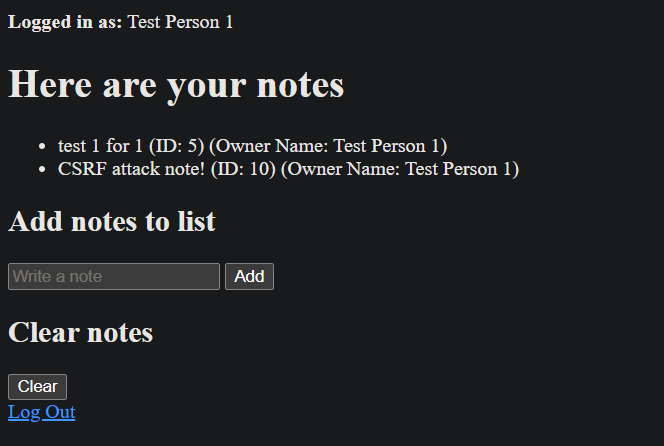 Logged in as: Test Person 1
Here are your notes
test 1 for 1 (ID: 5) (Owner Name: Test Person 1)
CSRF attack note! (ID: 10) (Owner Name: Test Person 1)
Add notes to list
Write a note Add
Clear notes
Clear
Log Out